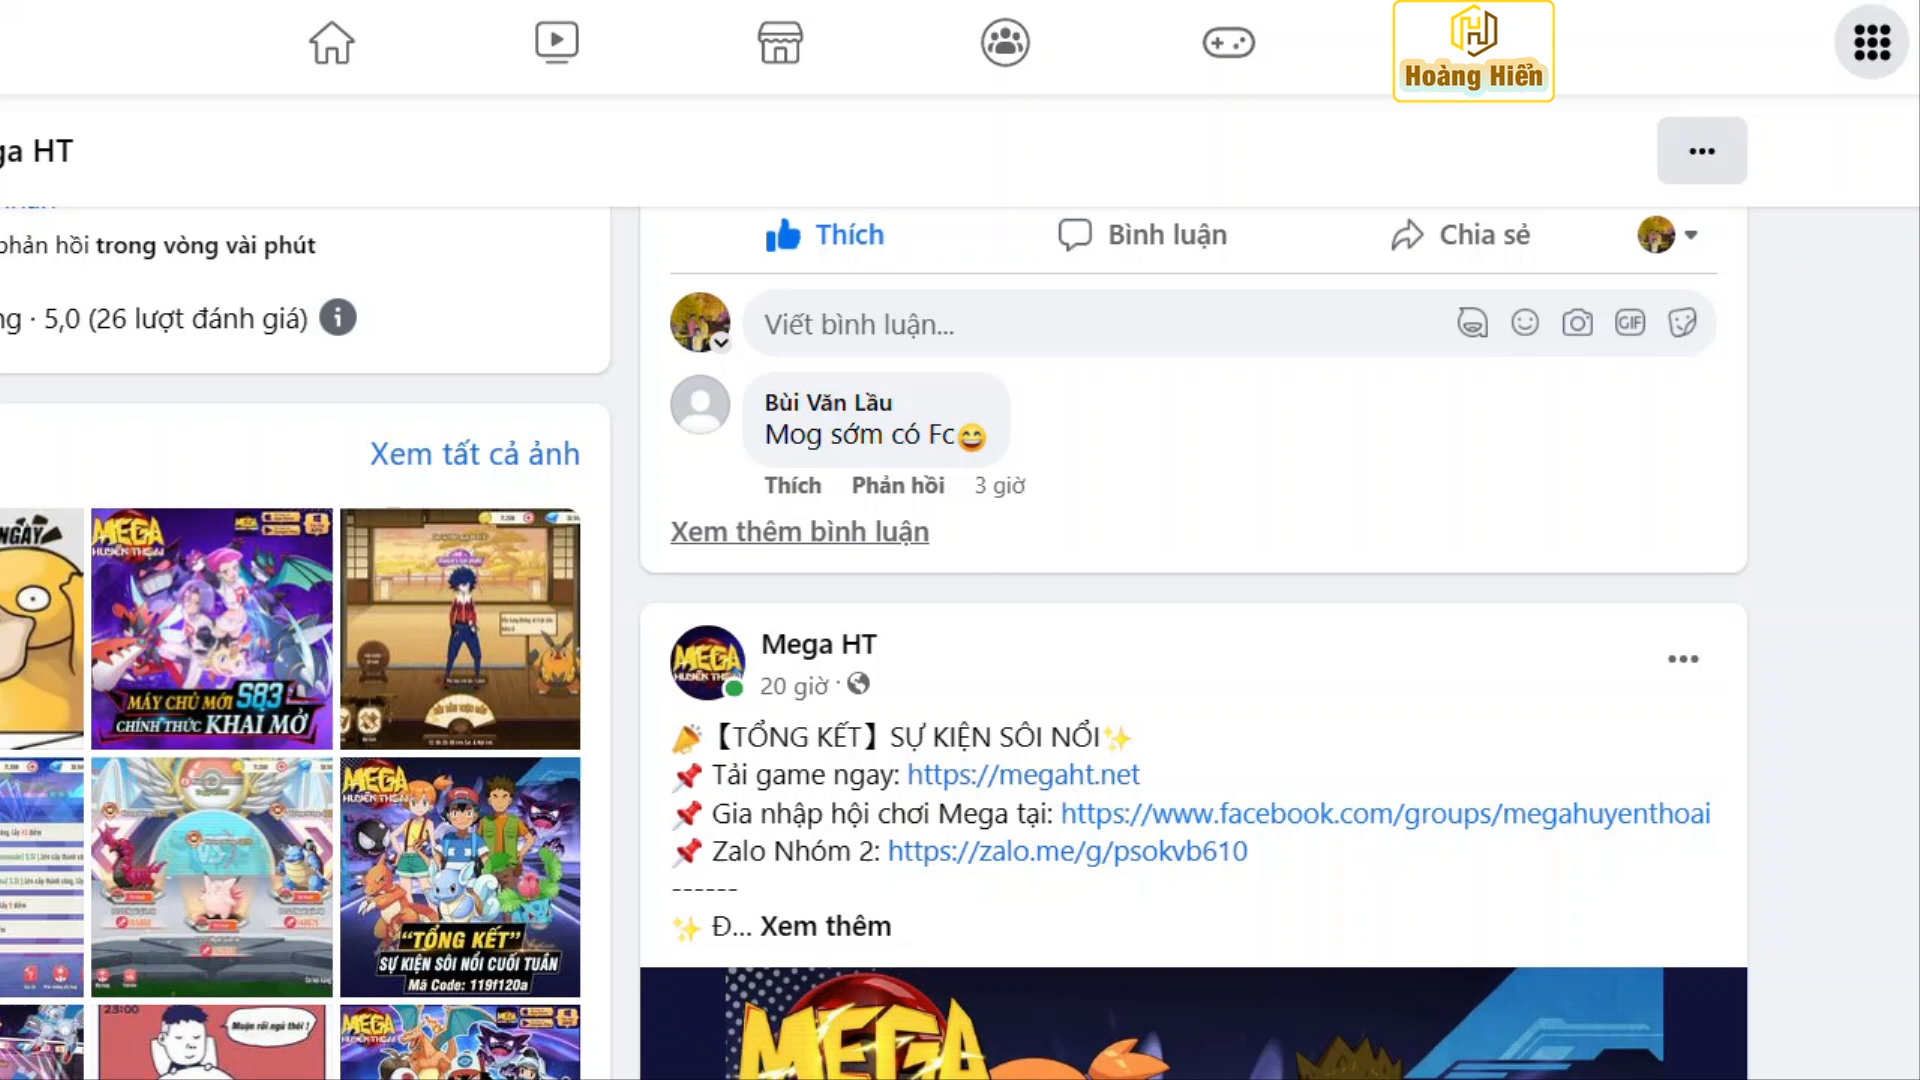 Hoàng Hiển
ga HT
phản hồi trong vòng vài phút
ng · 5,0 (26 lượt đánh giá)
Xem tất cả ảnh
NGAY
MEGA
HUYỀN THOẠI
MÁY CHỦ MỚI S83
CHÍNH THỨC KHAI MỞ
MEGA
HUYỀN THOẠI
"TỔNG KẾT"
SỰ KIỆN SÔI NỔI CUỐI TUẦN
Mã Code: 119f120a
23:00
Muộn rồi ngủ thôi !
MEGA
Thích
Bình luận
Chia sẻ
Viết bình luận...
GIF
Bùi Văn Lầu
Mog sớm có Fc😄
Thích Phản hồi 3 giờ
Xem thêm bình luận
MEGA
HUYỀN THOẠI
Mega HT
20 giờ ·
【TỔNG KẾT】SỰ KIỆN SÔI NỔI✨
📌 Tải game ngay: https://megaht.net
📌 Gia nhập hội chơi Mega tại: https://www.facebook.com/groups/megahuyenthoai
📌 Zalo Nhóm 2: https://zalo.me/g/psokvb610
------
✨ Đ... Xem thêm
MEGA